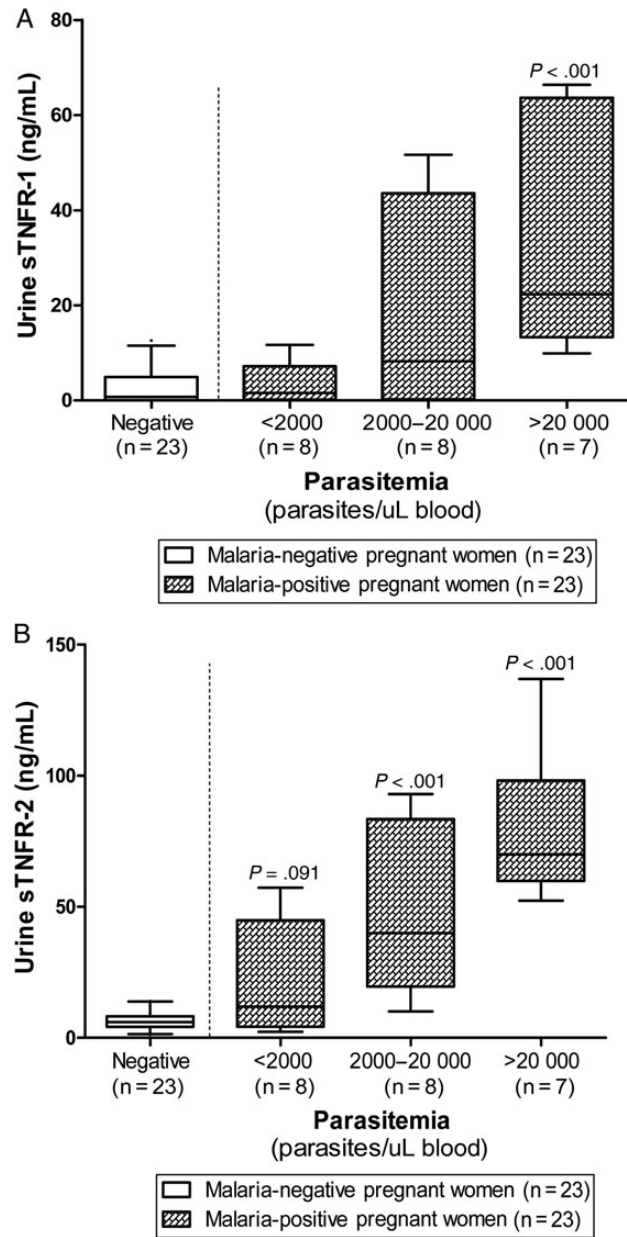 A
Urine sTNFR-1 (ng/mL)
80
60
40
20
0
P < .001
Negative <2000 2000–20 000 >20 000
(n = 23) (n = 8) (n = 8) (n = 7)
Parasitemia
(parasites/uL blood)
Malaria-negative pregnant women (n = 23)
Malaria-positive pregnant women (n = 23)
B
Urine sTNFR-2 (ng/mL)
150
100
50
0
P = .091
P < .001
P < .001
Negative <2000 2000–20 000 >20 000
(n = 23) (n = 8) (n = 8) (n = 7)
Parasitemia
(parasites/uL blood)
Malaria-negative pregnant women (n = 23)
Malaria-positive pregnant women (n = 23)